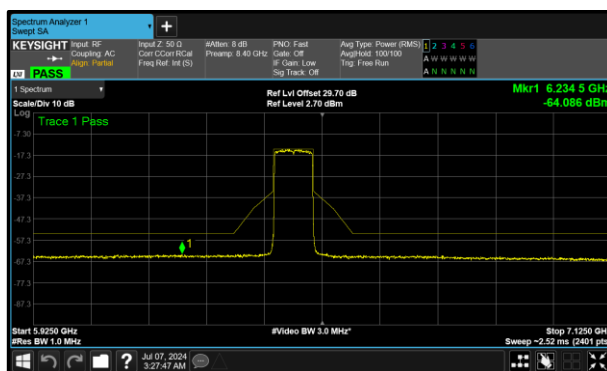 Spectrum Analyzer 1
Swept SA
+
KEYSIGHT Input: RF
Coupling: AC
Align: Partial
Input Z: 50 Ω
Corr CCorr RCal
Freq Ref: Int (S)
#Atten: 8 dB
Preamp: 8.40 GHz
PNO: Fast
Gate: Off
IF Gain: Low
Sig Track: Off
Avg Type: Power (RMS)
Avg|Hold: 100/100
Trig: Free Run
1 2 3 4 5 6
A W W W W W
A N N N N N
LXI PASS
1 Spectrum
Scale/Div 10 dB
Ref Lvl Offset 29.70 dB
Ref Level 2.70 dBm
Mkr1 6.234 5 GHz
-64.086 dBm
Log
Trace 1 Pass
-7.30
-17.3
-27.3
-37.3
-47.3
-57.3
-67.3
-77.3
-87.3
1
Start 5.9250 GHz
#Res BW 1.0 MHz
#Video BW 3.0 MHz*
Stop 7.1250 GH
Sweep ~2.52 ms (2401 pts
?
Jul 07, 2024
3:27:47 AM